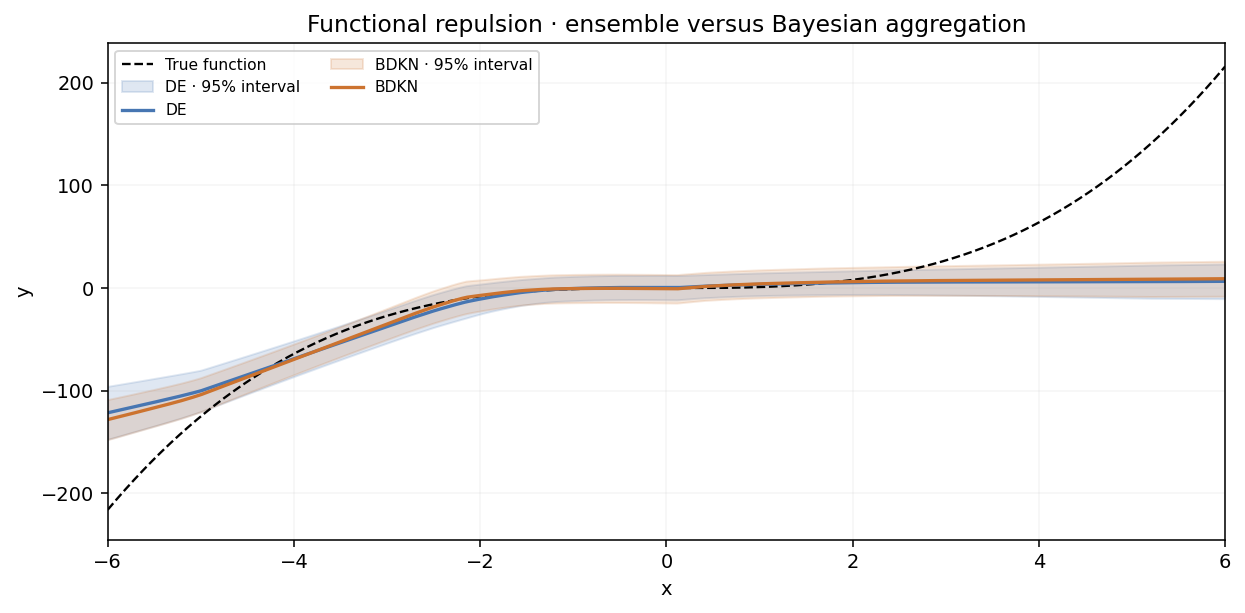 Functional repulsion · ensemble versus Bayesian aggregation
True function
DE · 95% interval
DE
BDKN · 95% interval
BDKN
y
200
100
0
−100
−200
−6
−4
−2
0
2
4
6
x